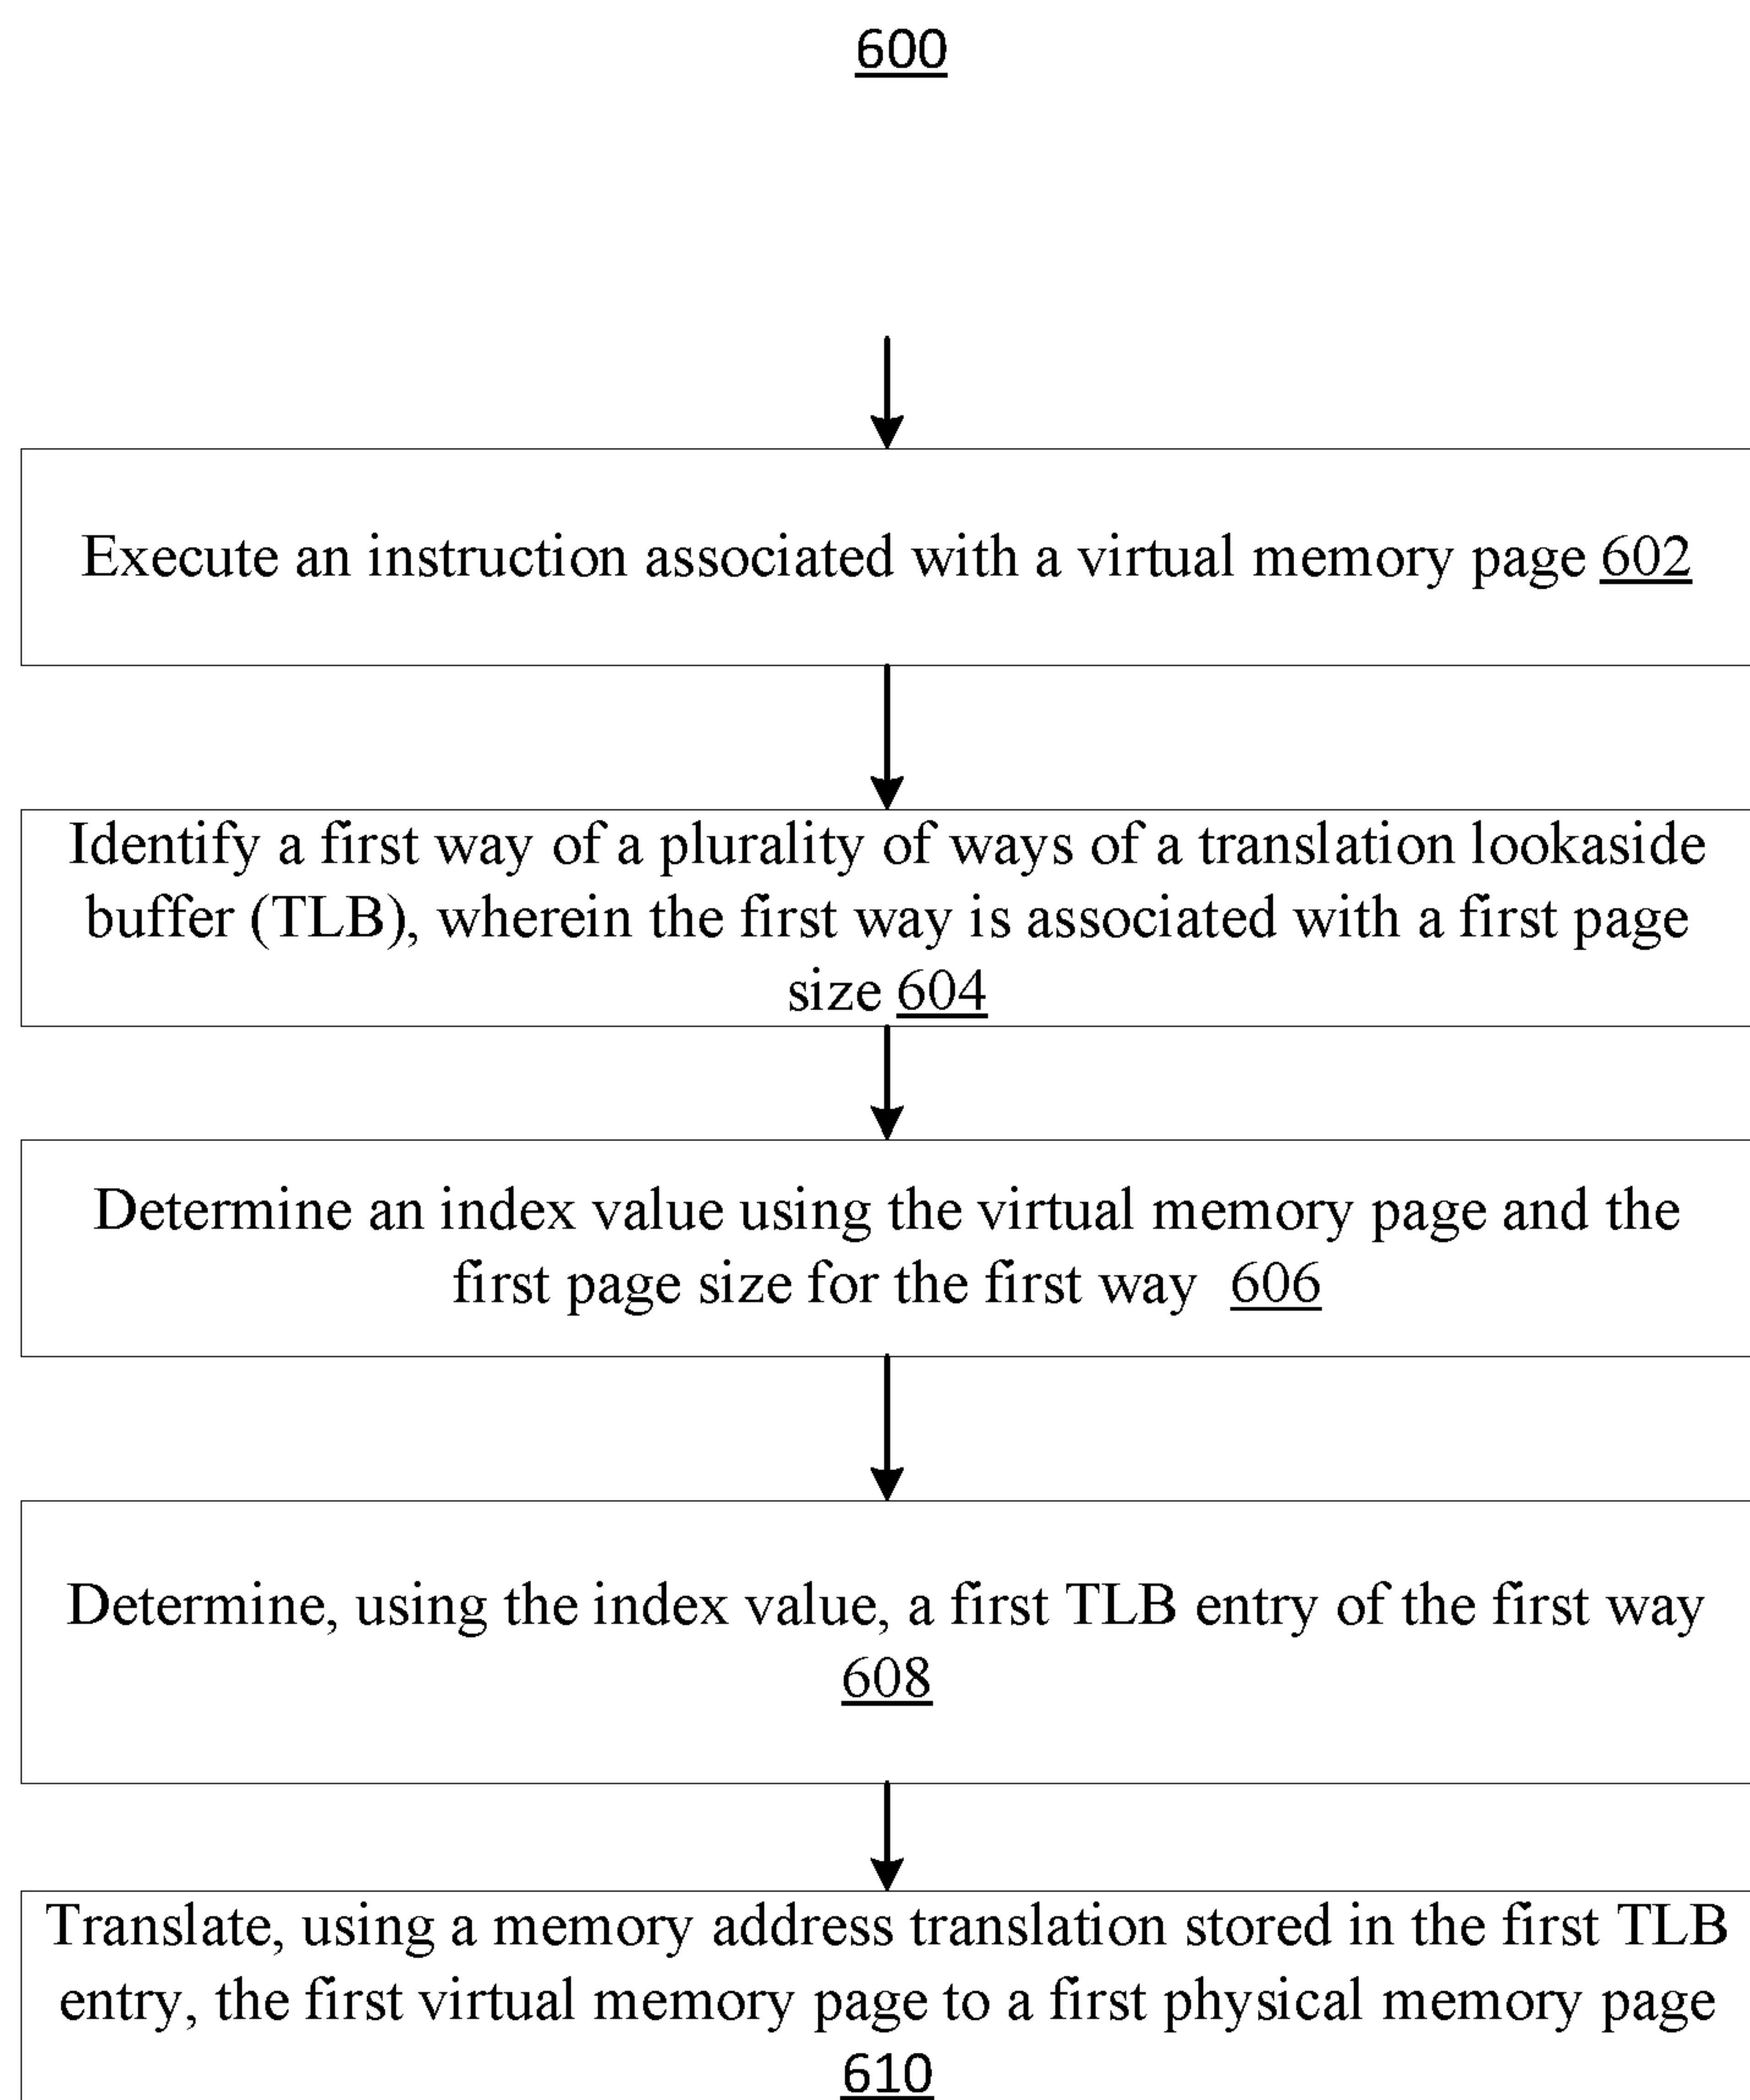 600
Execute an instruction associated with a virtual memory page 602
Identify a first way of a plurality of ways of a translation lookaside
buffer (TLB), wherein the first way is associated with a first page
size 604
Determine an index value using the virtual memory page and the
first page size for the first way 606
Determine, using the index value, a first TLB entry of the first way
608
Translate, using a memory address translation stored in the first TLB
entry, the first virtual memory page to a first physical memory page
610